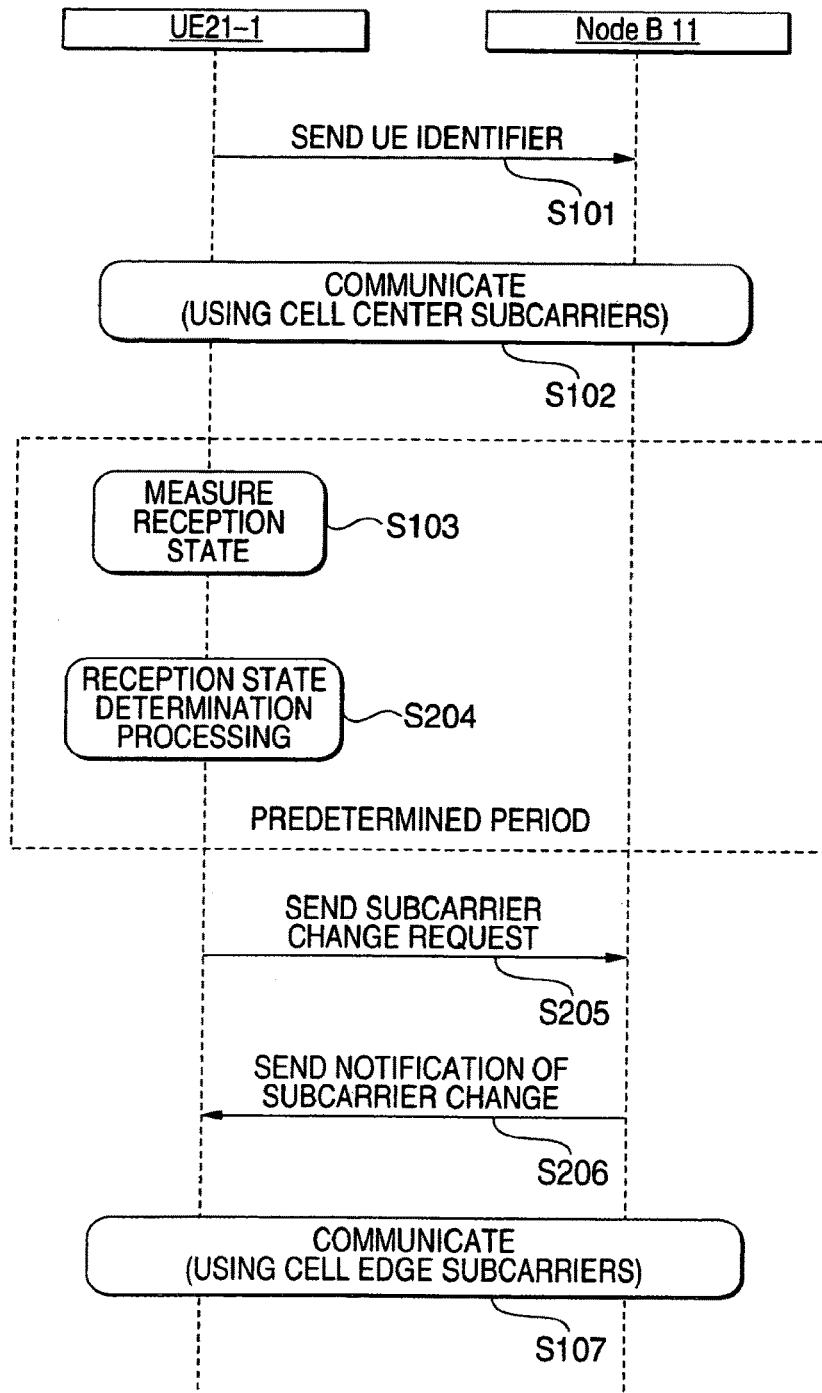 UE21-1
Node B 11
SEND UE IDENTIFIER
S101
COMMUNICATE
(USING CELL CENTER SUBCARRIERS)
S102
MEASURE
RECEPTION
STATE
S103
RECEPTION STATE
DETERMINATION
PROCESSING
S204
PREDETERMINED PERIOD
SEND SUBCARRIER
CHANGE REQUEST
S205
SEND NOTIFICATION OF
SUBCARRIER CHANGE
S206
COMMUNICATE
(USING CELL EDGE SUBCARRIERS)
S107